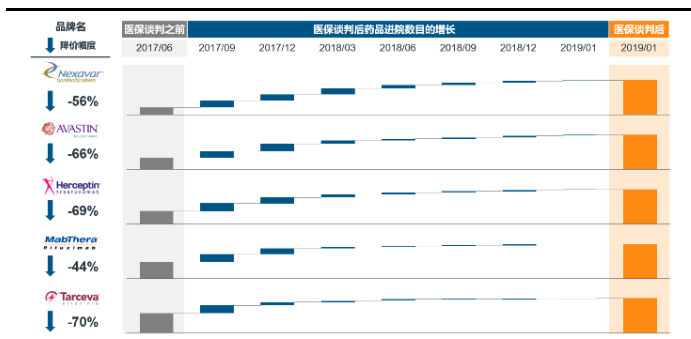 品牌名 医保谈判之前 医保谈判后药品进院数目的增长 医保谈判后
降价幅度 2017/06 2017/09 2017/12 2018/03 2018/06 2018/09 2018/12 2019/01 2019/01
Nexavar
-56%
AVASTIN
-66%
Herceptin
trastuzumab
-69%
MabThera
Rituximab
-44%
Tarceva
erlotinib
-70%